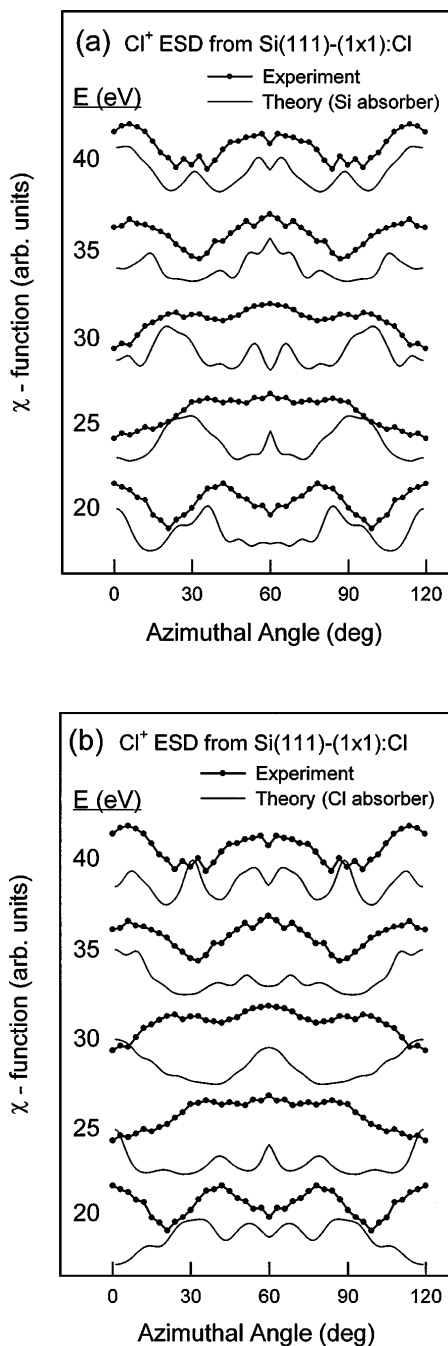 (a) Cl⁺ ESD from Si(111)-(1x1):Cl
Experiment
E (eV)
Theory (Si absorber)
40
35
30
25
20
χ - function (arb. units)
0 30 60 90 120
Azimuthal Angle (deg)
(b) Cl⁺ ESD from Si(111)-(1x1):Cl
Experiment
E (eV)
Theory (Cl absorber)
40
35
30
25
20
χ - function (arb. units)
0 30 60 90 120
Azimuthal Angle (deg)